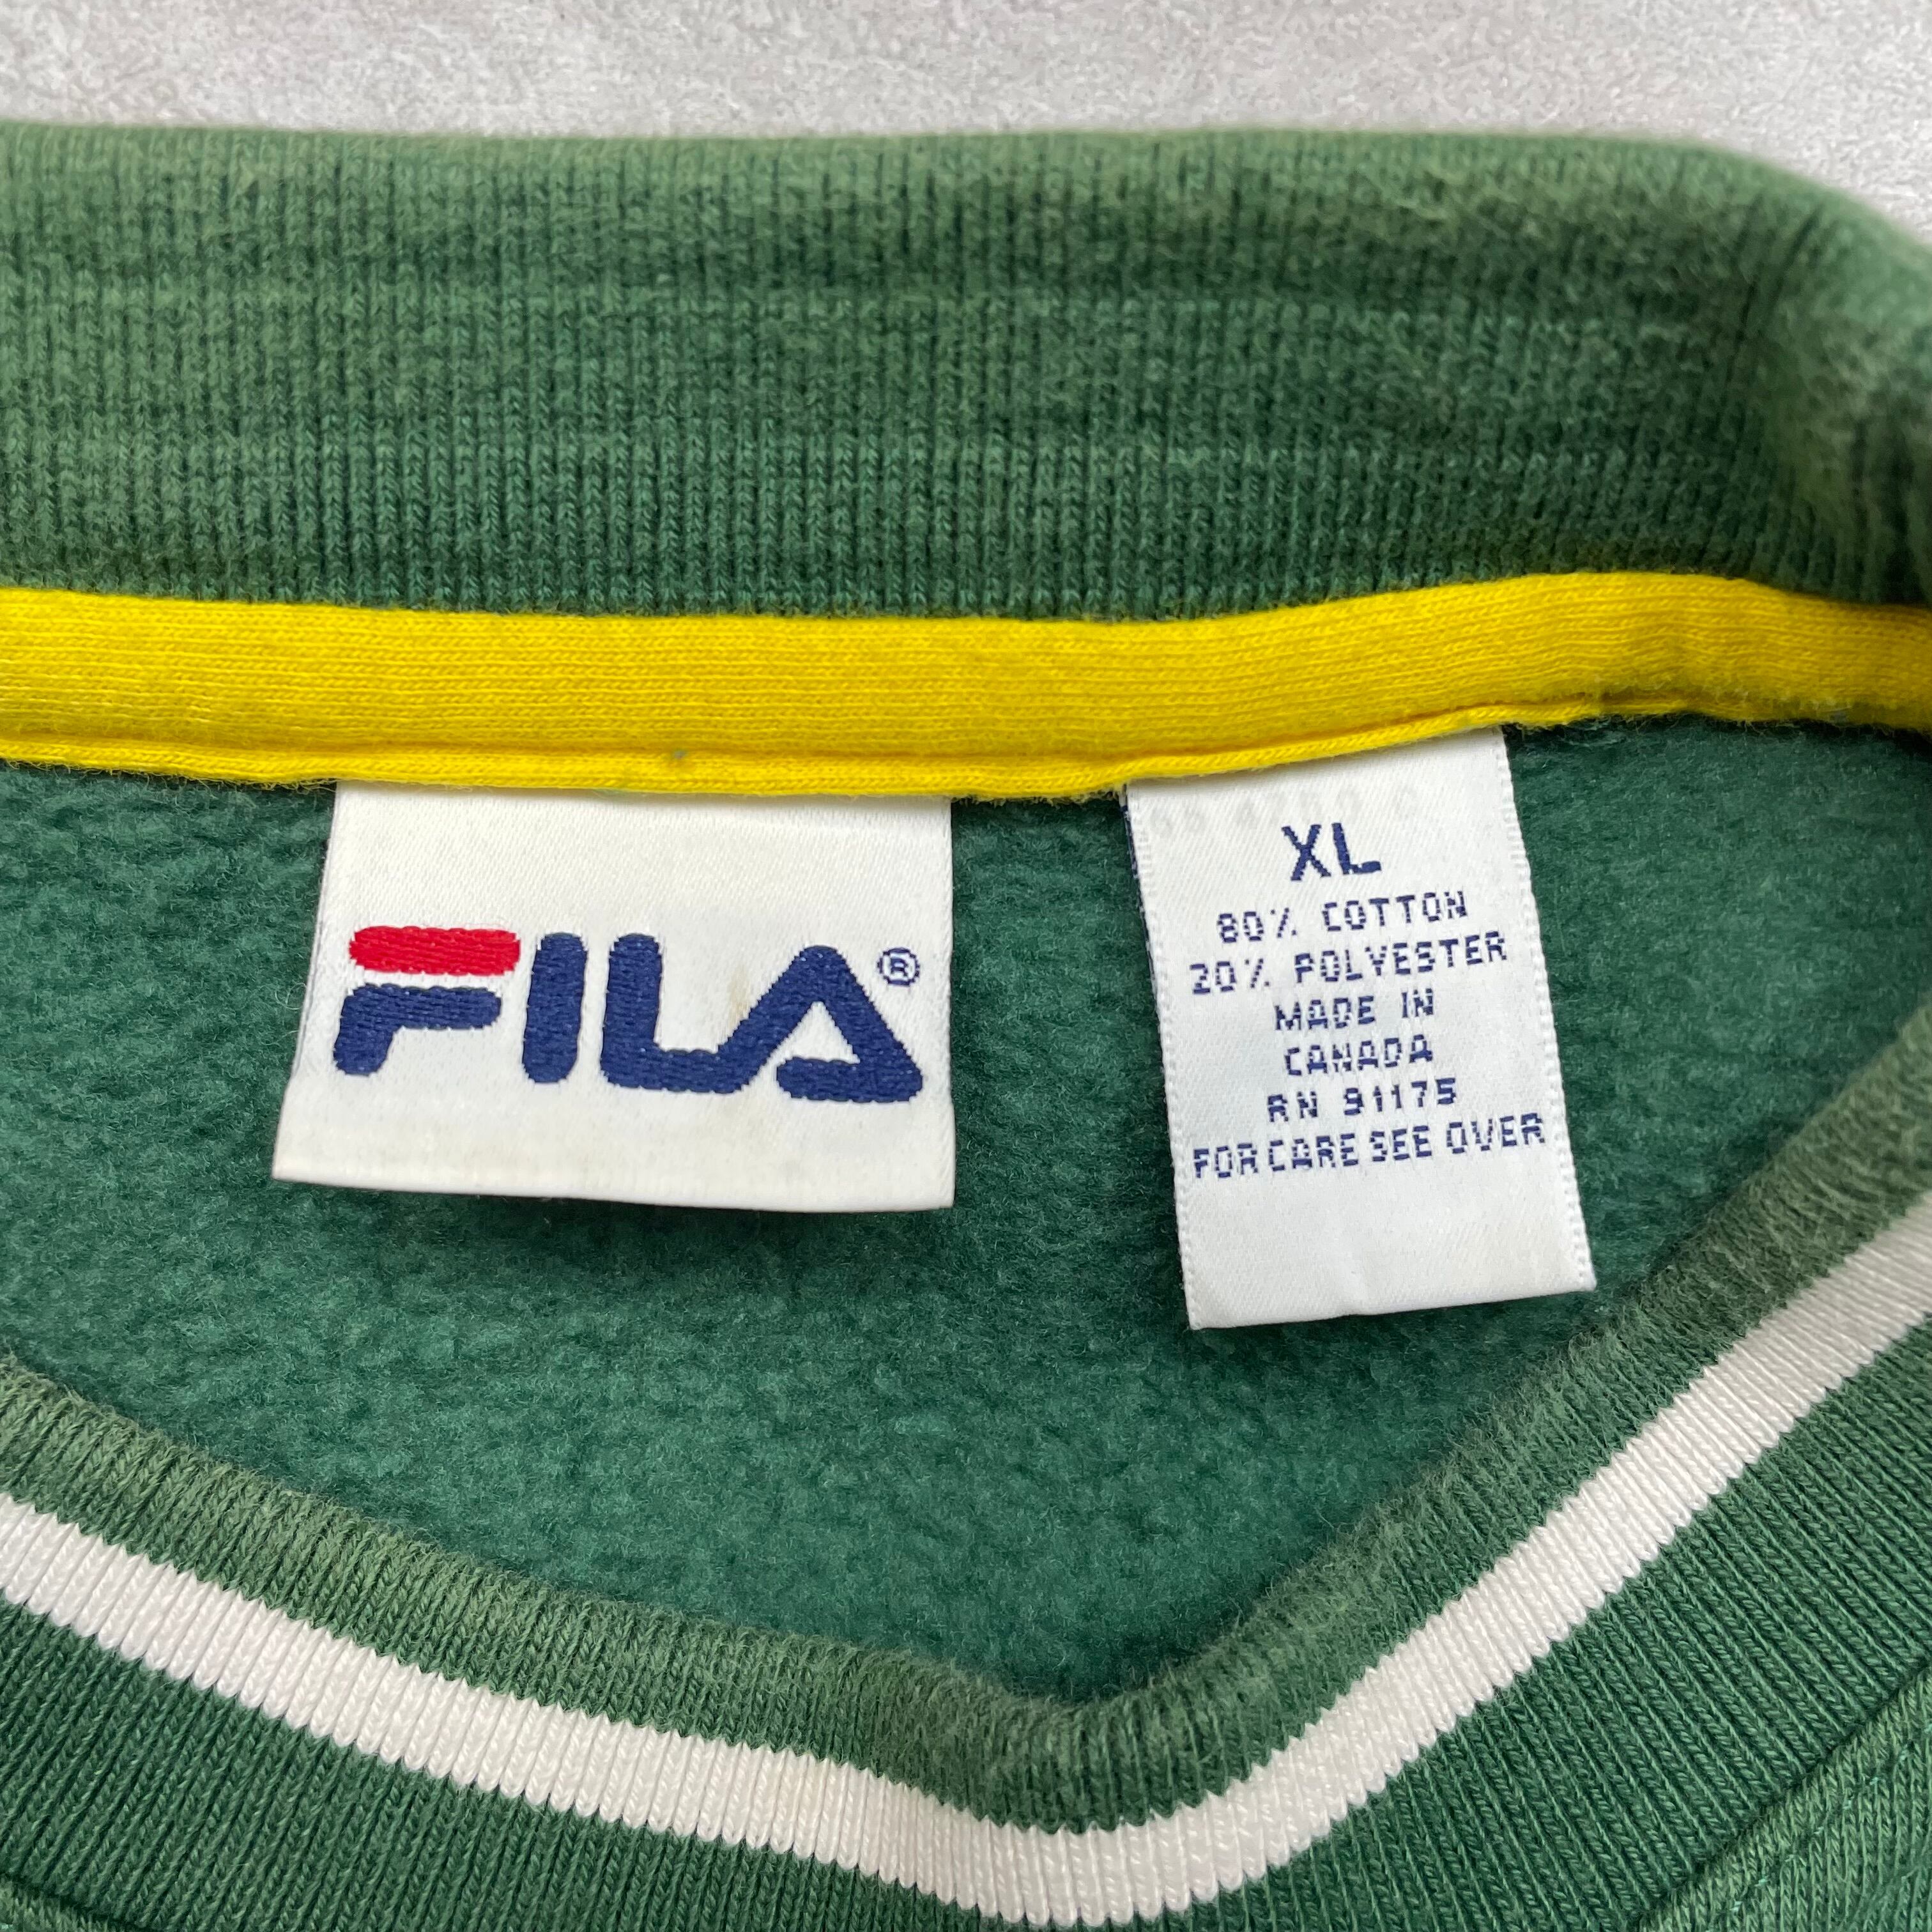 FILA®
XL
80% COTTON
20% POLYESTER
MADE IN
CANADA
RN 91175
FOR CARE SEE OVER